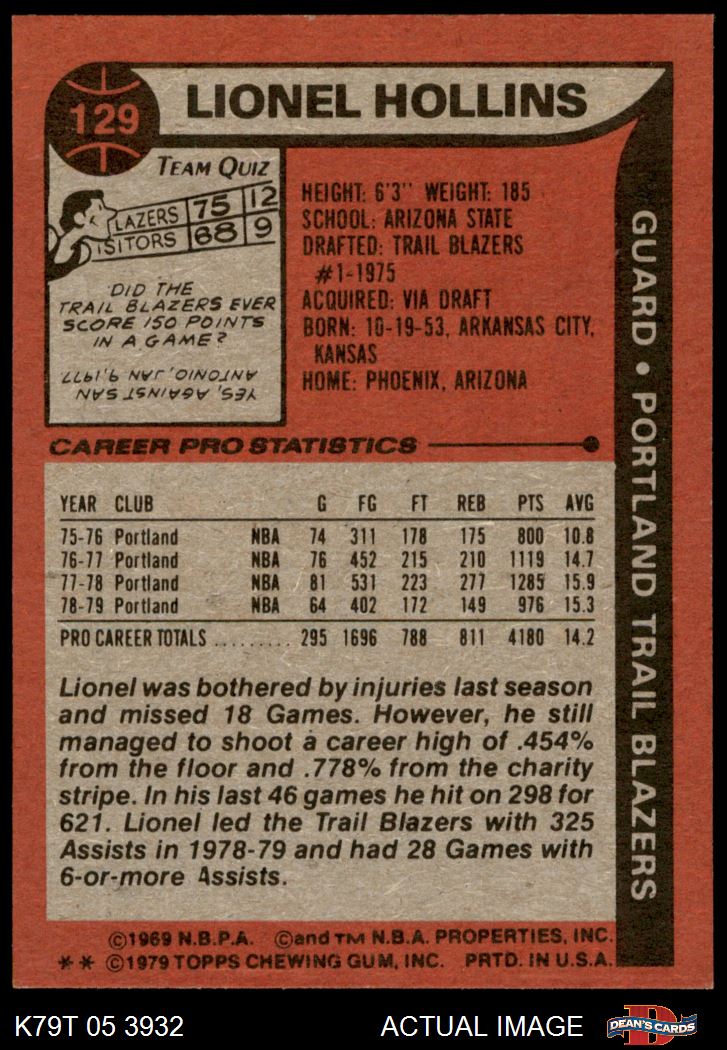 129
LIONEL HOLLINS
TEAM QUIZ
LAZERS 75 12
ISITORS 68 9
DID THE
TRAIL BLAZERS EVER
SCORE 150 POINTS
IN A GAME?
YES, AGAINST SAN
ANTONIO, JAN 9, 1977
HEIGHT: 6'3" WEIGHT: 185
SCHOOL: ARIZONA STATE
DRAFTED: TRAIL BLAZERS
#1-1975
ACQUIRED: VIA DRAFT
BORN: 10-19-53, ARKANSAS CITY,
KANSAS
HOME: PHOENIX, ARIZONA
GUARD • PORTLAND TRAIL BLAZERS
CAREER PRO STATISTICS
YEAR CLUB G FG FT REB PTS AVG
75-76 Portland NBA 74 311 178 175 800 10.8
76-77 Portland NBA 76 452 215 210 1119 14.7
77-78 Portland NBA 81 531 223 277 1285 15.9
78-79 Portland NBA 64 402 172 149 976 15.3
PRO CAREER TOTALS ......... 295 1696 788 811 4180 14.2
Lionel was bothered by injuries last season
and missed 18 Games. However, he still
managed to shoot a career high of .454%
from the floor and .778% from the charity
stripe. In his last 46 games he hit on 298 for
621. Lionel led the Trail Blazers with 325
Assists in 1978-79 and had 28 Games with
6-or-more Assists.
©1969 N.B.P.A. ©and TM N.B.A. PROPERTIES, INC.
** ©1979 TOPPS CHEWING GUM, INC. PRTD. IN U.S.A.
K79T 05 3932 ACTUAL IMAGE DEAN'S CARDS